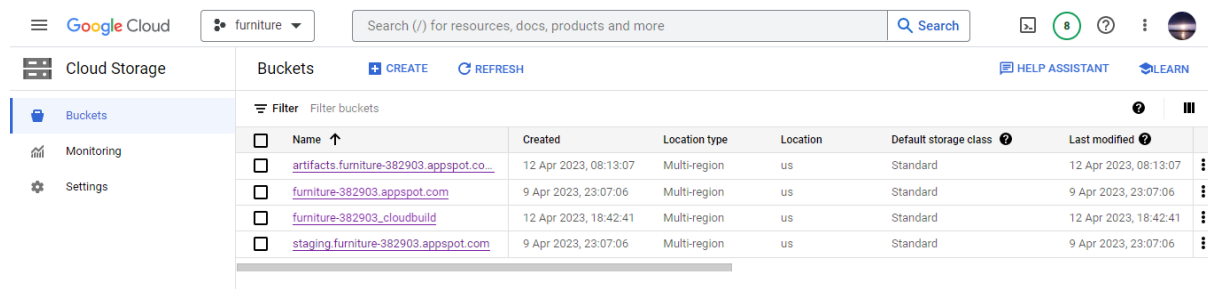 Google Cloud furniture Search (/) for resources, docs, products and more Search 8
Cloud Storage Buckets CREATE REFRESH HELP ASSISTANT LEARN
Buckets Filter Filter buckets
Monitoring
Settings
Name Created Location type Location Default storage class Last modified
artifacts.furniture-382903.appspot.co... 12 Apr 2023, 08:13:07 Multi-region us Standard 12 Apr 2023, 08:13:07
furniture-382903.appspot.com 9 Apr 2023, 23:07:06 Multi-region us Standard 9 Apr 2023, 23:07:06
furniture-382903_cloudbuild 12 Apr 2023, 18:42:41 Multi-region us Standard 12 Apr 2023, 18:42:41
staging.furniture-382903.appspot.com 9 Apr 2023, 23:07:06 Multi-region us Standard 9 Apr 2023, 23:07:06